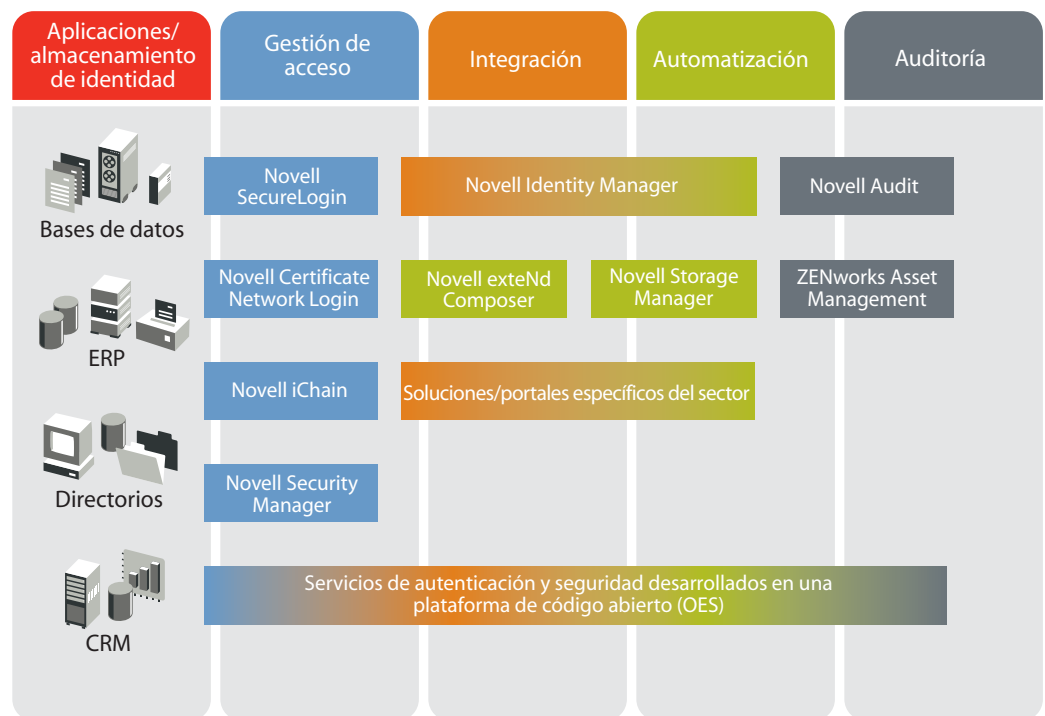 Aplicaciones/
almacenamiento
de identidad
Gestión de
acceso
Integración
Automatización
Auditoría
Bases de datos
ERP
Directorios
CRM
Novell
SecureLogin
Novell Identity Manager
Novell Audit
Novell Certificate
Network Login
Novell exteNd
Composer
Novell Storage
Manager
ZENworks Asset
Management
Novell iChain
Soluciones/portales específicos del sector
Novell Security
Manager
Servicios de autenticación y seguridad desarrollados en una
plataforma de código abierto (OES)